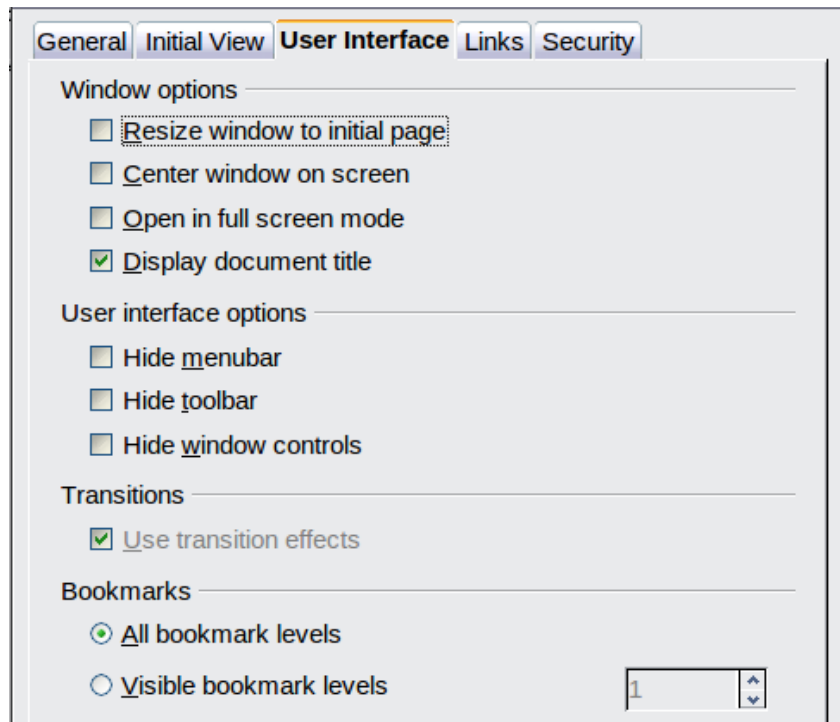 General Initial View User Interface Links Security
Window options
Resize window to initial page
Center window on screen
Open in full screen mode
Display document title
User interface options
Hide menubar
Hide toolbar
Hide window controls
Transitions
Use transition effects
Bookmarks
All bookmark levels
Visible bookmark levels 1